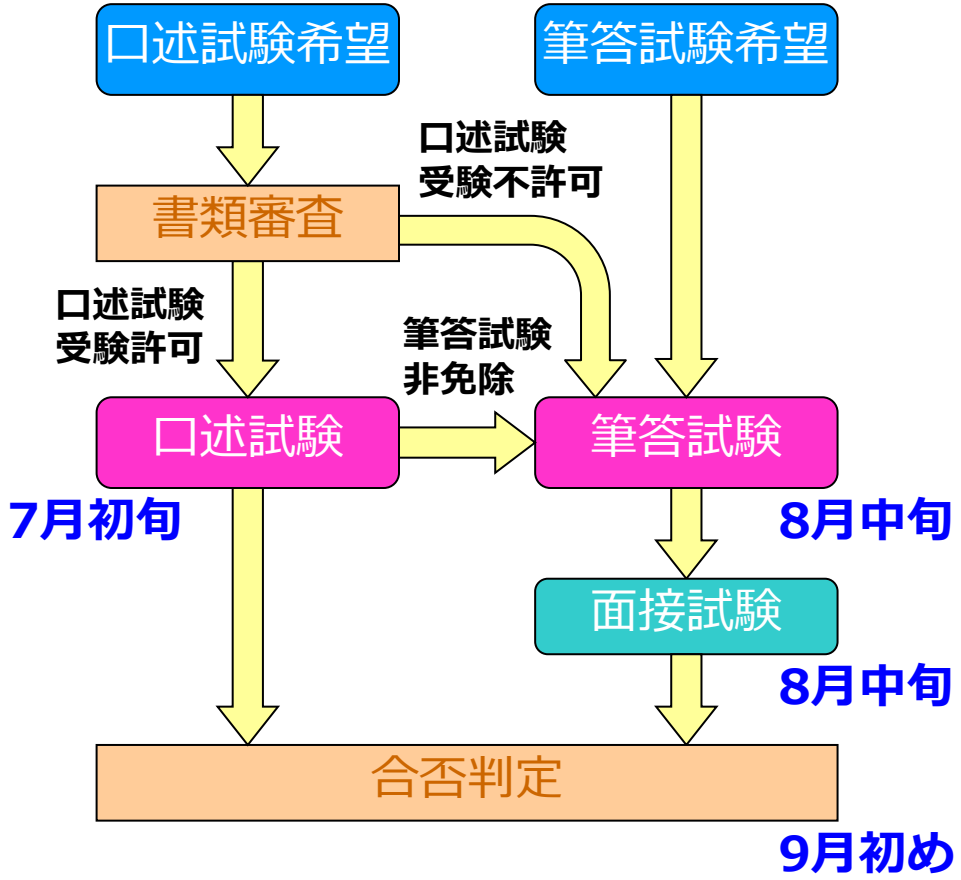 口述試験希望
筆答試験希望
口述試験
受験不許可
書類審査
口述試験
受験許可
筆答試験
非免除
口述試験
筆答試験
7月初旬
8月中旬
面接試験
8月中旬
合否判定
9月初め